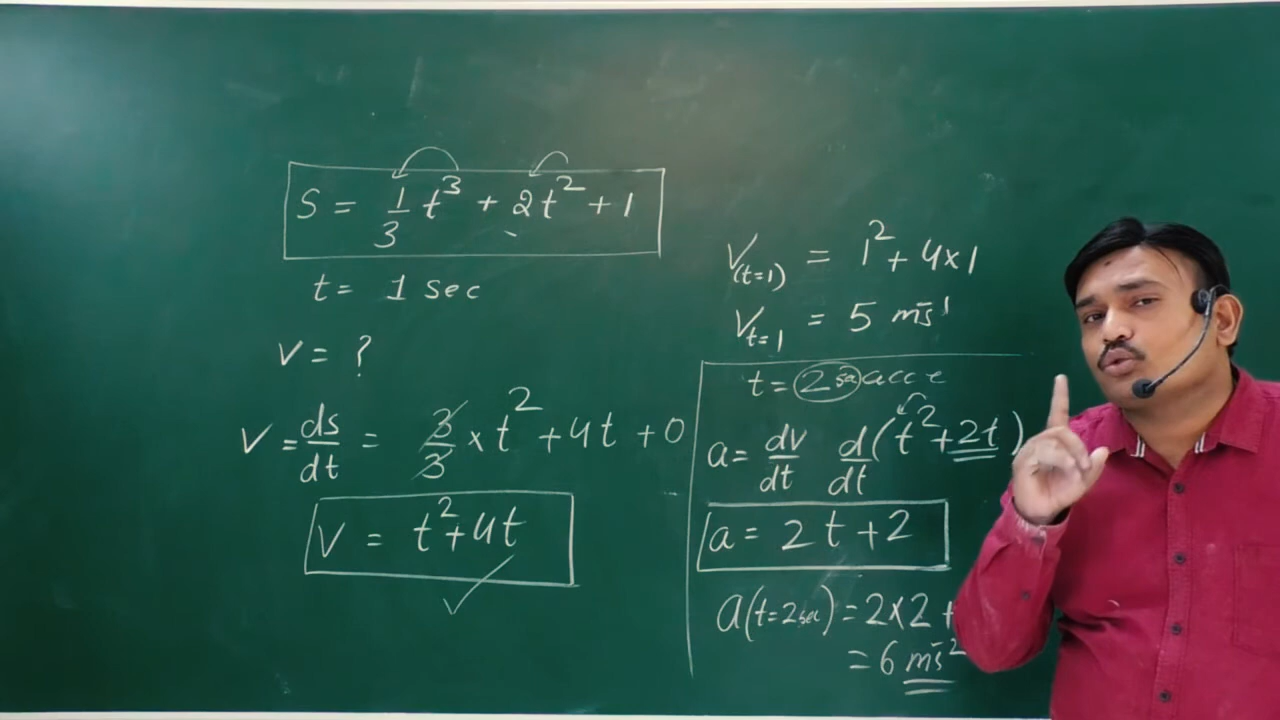 S = 1/3 t³ + 2t² + 1
t = 1 sec
v = ?
v = ds/dt = 3/3 × t² + 4t + 0
v = t² + 4t
V(t=1) = 1² + 4×1
Vt=1 = 5 ms⁻¹
t = 2
a = dv/dt d/dt (t² + 2t)
a = 2t + 2
a(t=2sec) = 2×2 +
= 6 ms⁻²